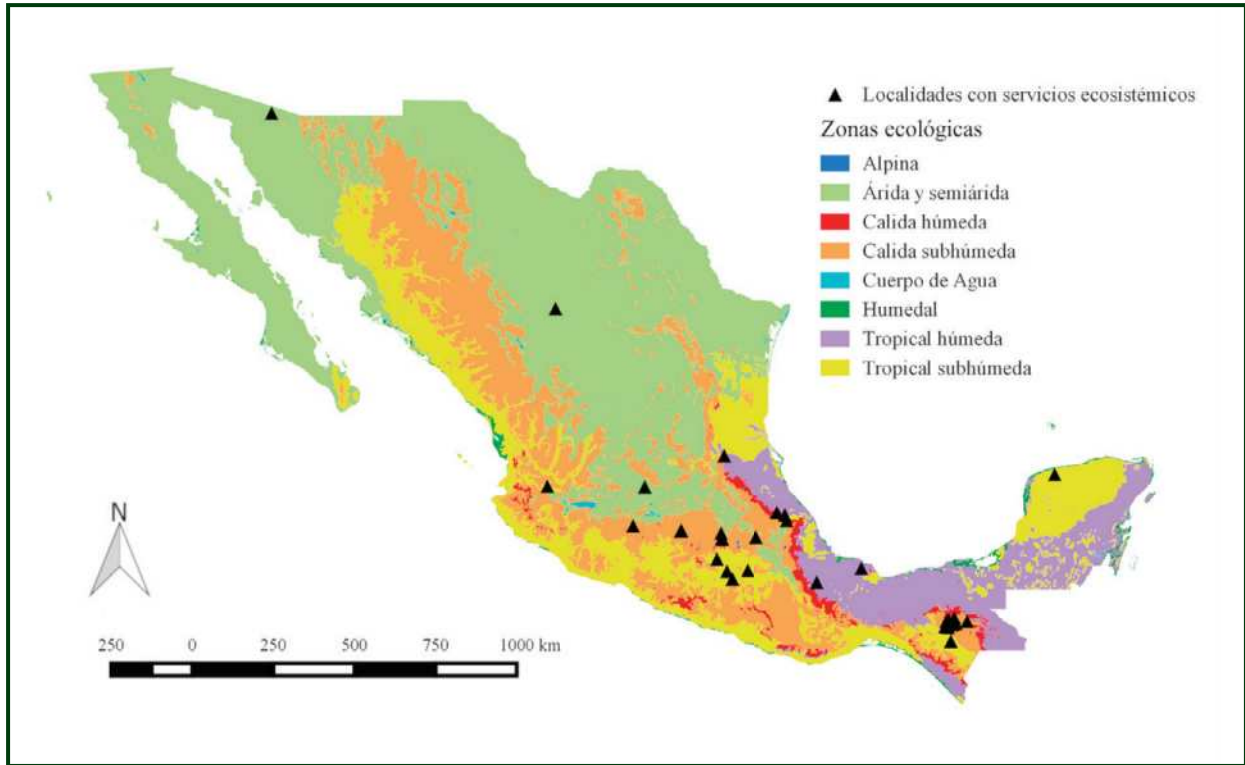 Localidades con servicios ecosistémicos
Zonas ecológicas
Alpina
Árida y semiárida
Calida húmeda
Calida subhúmeda
Cuerpo de Agua
Humedal
Tropical húmeda
Tropical subhúmeda
N
250 0 250 500 1000 km